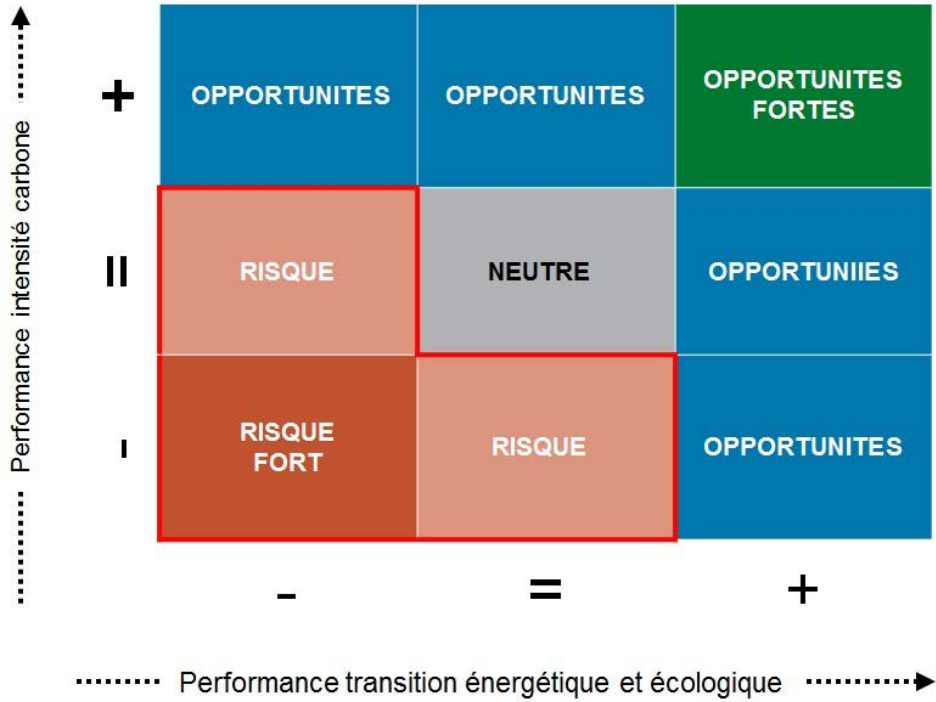 Performance intensité carbone
+
OPPORTUNITES
OPPORTUNITES
OPPORTUNITES
FORTES
=
RISQUE
NEUTRE
OPPORTUNIIES
-
RISQUE
FORT
RISQUE
OPPORTUNITES
-
=
+
Performance transition énergétique et écologique